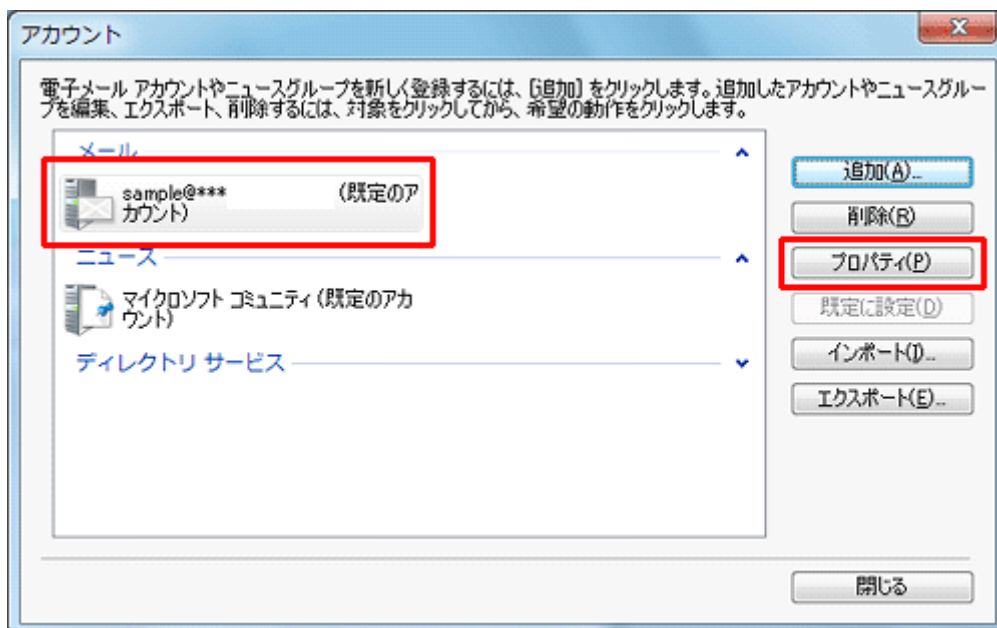 アカウント
電子メール アカウントやニュースグループを新しく登録するには、[追加] をクリックします。追加したアカウントやニュースグルー
プを編集、エクスポート、削除するには、対象をクリックしてから、希望の動作をクリックします。
メール
sample@*** (既定のア
カウント)
ニュース
マイクロソフト コミュニティ (既定のアカ
ウント)
ディレクトリ サービス
追加(A)...
削除(R)
プロパティ(P)
既定に設定(D)
インポート(I)...
エクスポート(E)...
閉じる